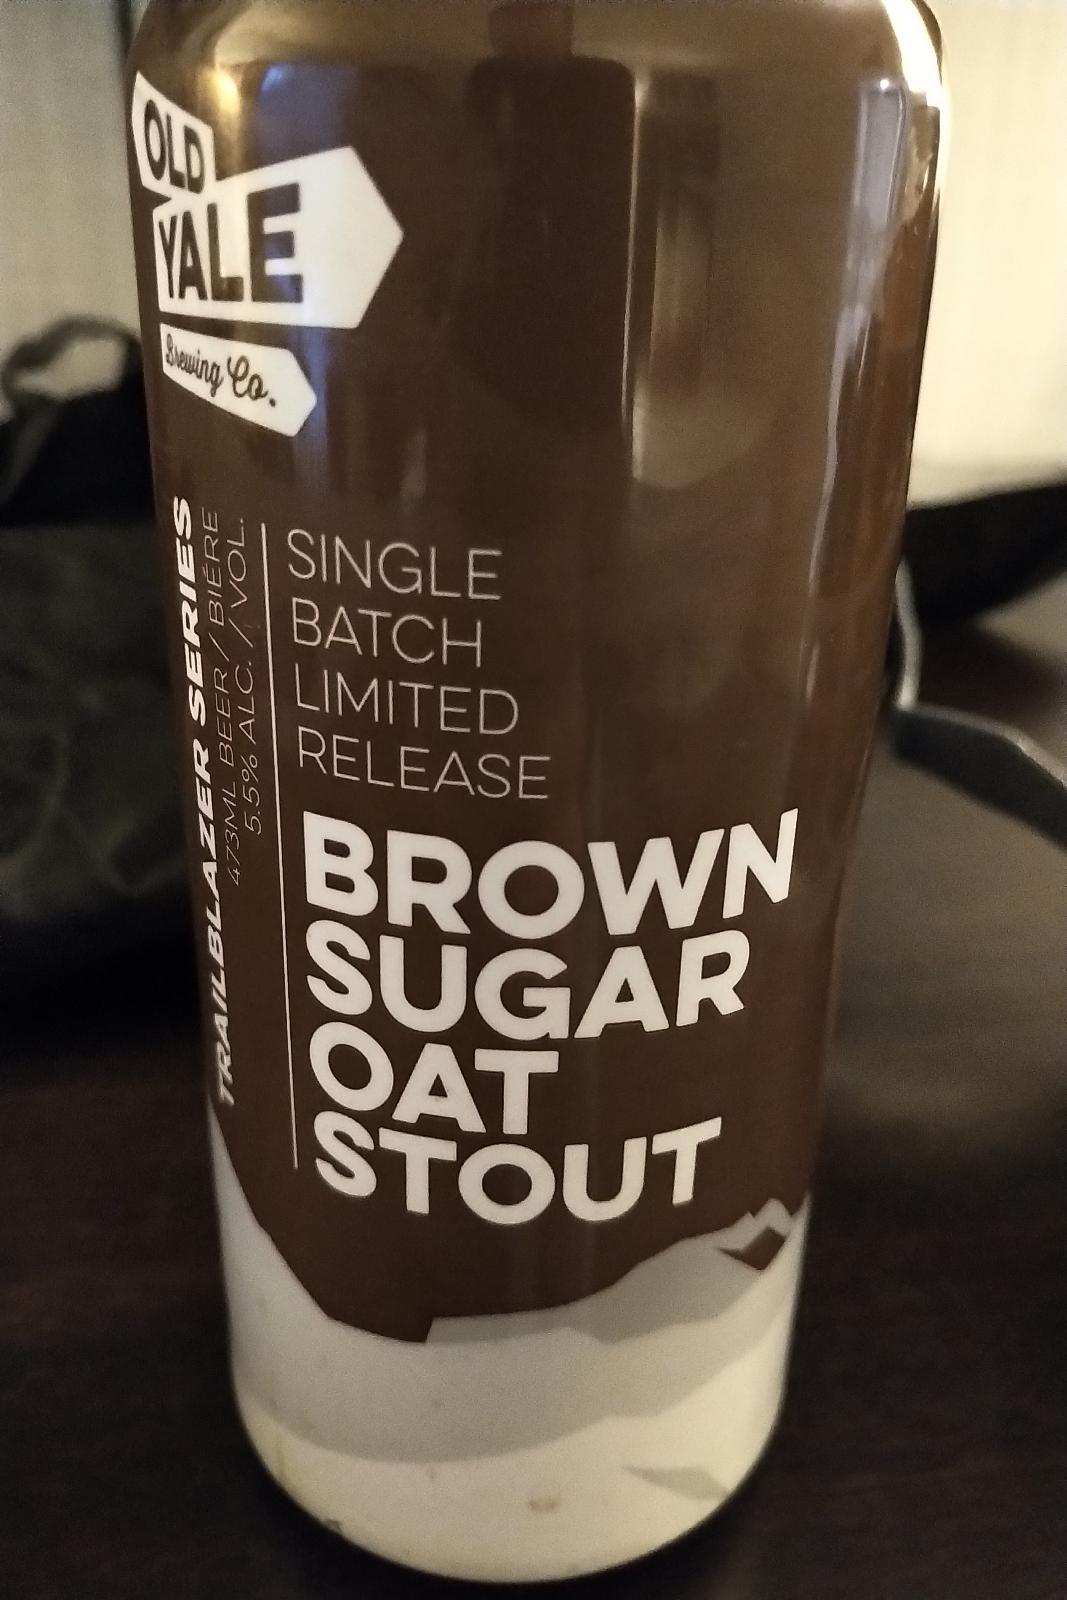 OLD
YALE
Brewing Co.
TRAILBLAZER SERIES
473ML BEER / BIÈRE
5.5% ALC. / VOL.
SINGLE
BATCH
LIMITED
RELEASE
BROWN
SUGAR
OAT
STOUT